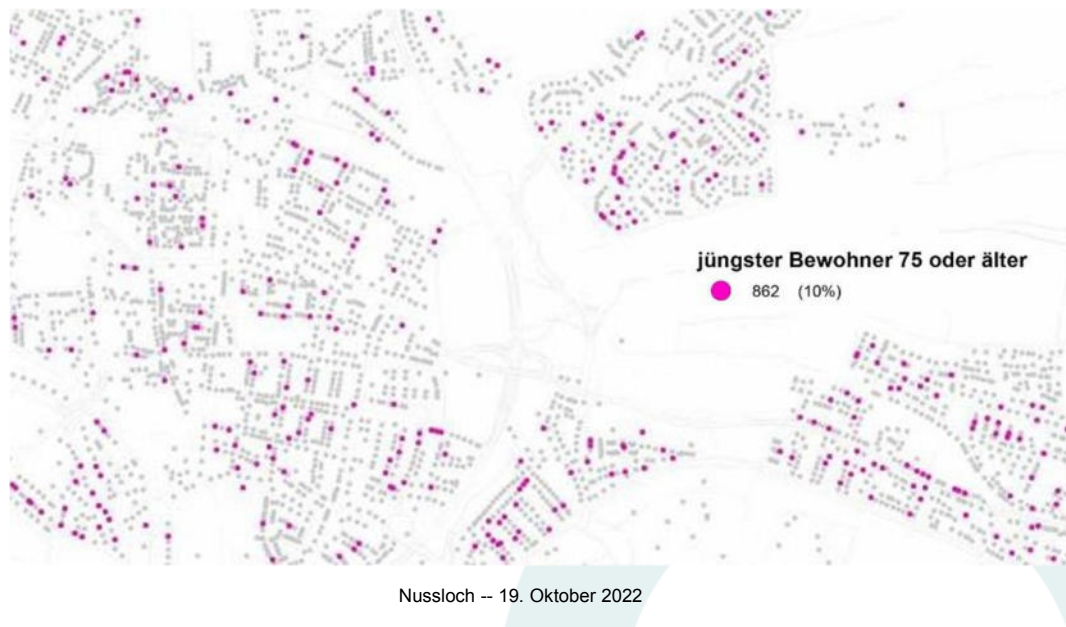 jüngster Bewohner 75 oder älter
862 (10%)
Nussloch -- 19. Oktober 2022